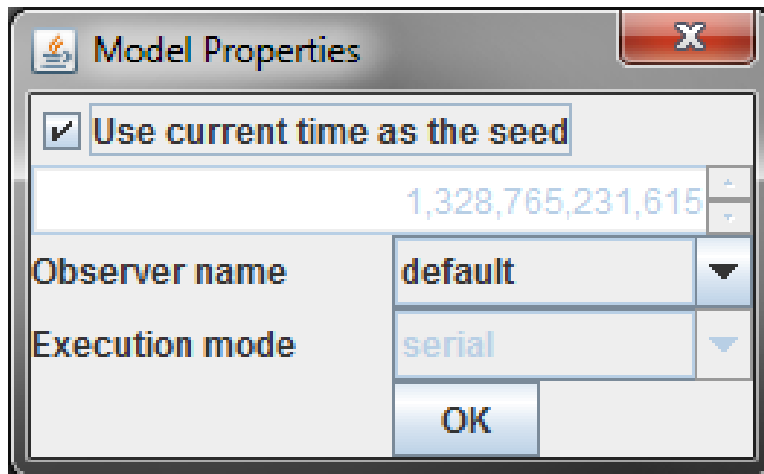 Model Properties
Use current time as the seed
1,328,765,231,615
Observer name default
Execution mode serial
OK